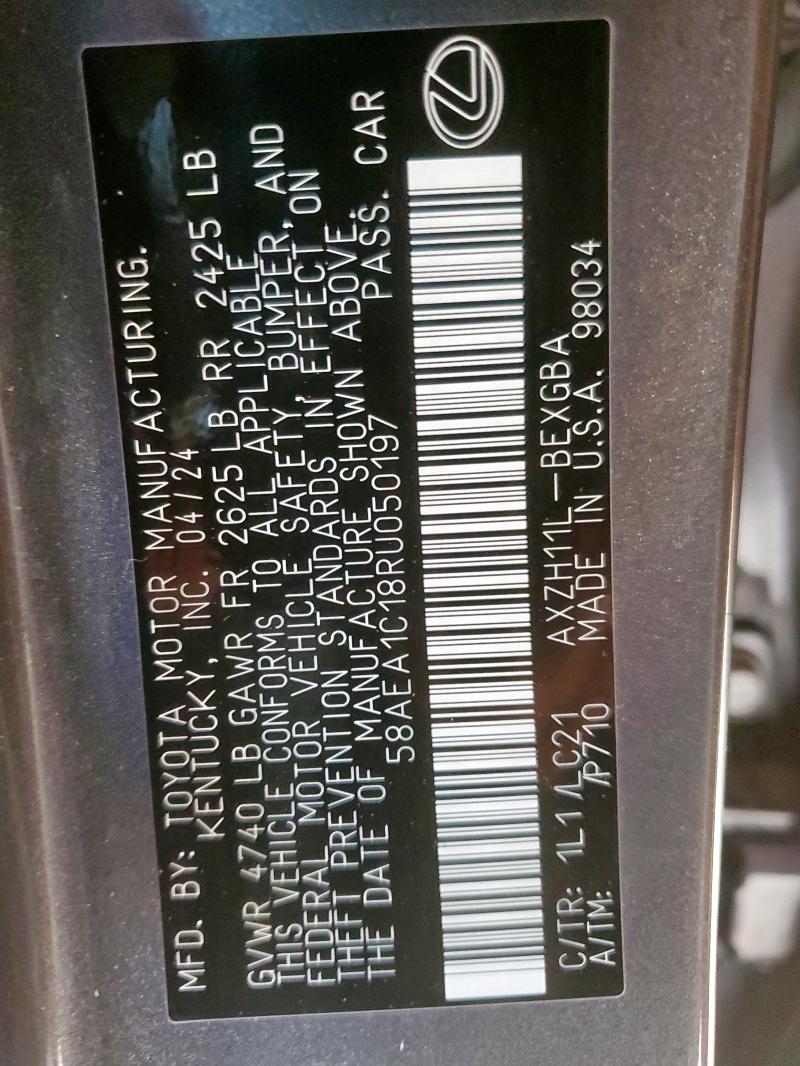 MFD. BY: TOYOTA MOTOR MANUFACTURING.
KENTUCKY, INC. 04/24
GVWR 4740 LB GAWR FR 2625 LB RR 2425 LB
THIS VEHICLE CONFORMS TO ALL APPLICABLE
FEDERAL MOTOR VEHICLE SAFETY, BUMPER, AND
THEFT PREVENTION STANDARDS IN EFFECT ON
THE DATE OF MANUFACTURE SHOWN ABOVE.
58AEA1C18RU050197 PASS. CAR
C/TR: 1L1/LC21 AXZH11L-BEXGBA
A/TM: /P710 MADE IN U.S.A. 98034